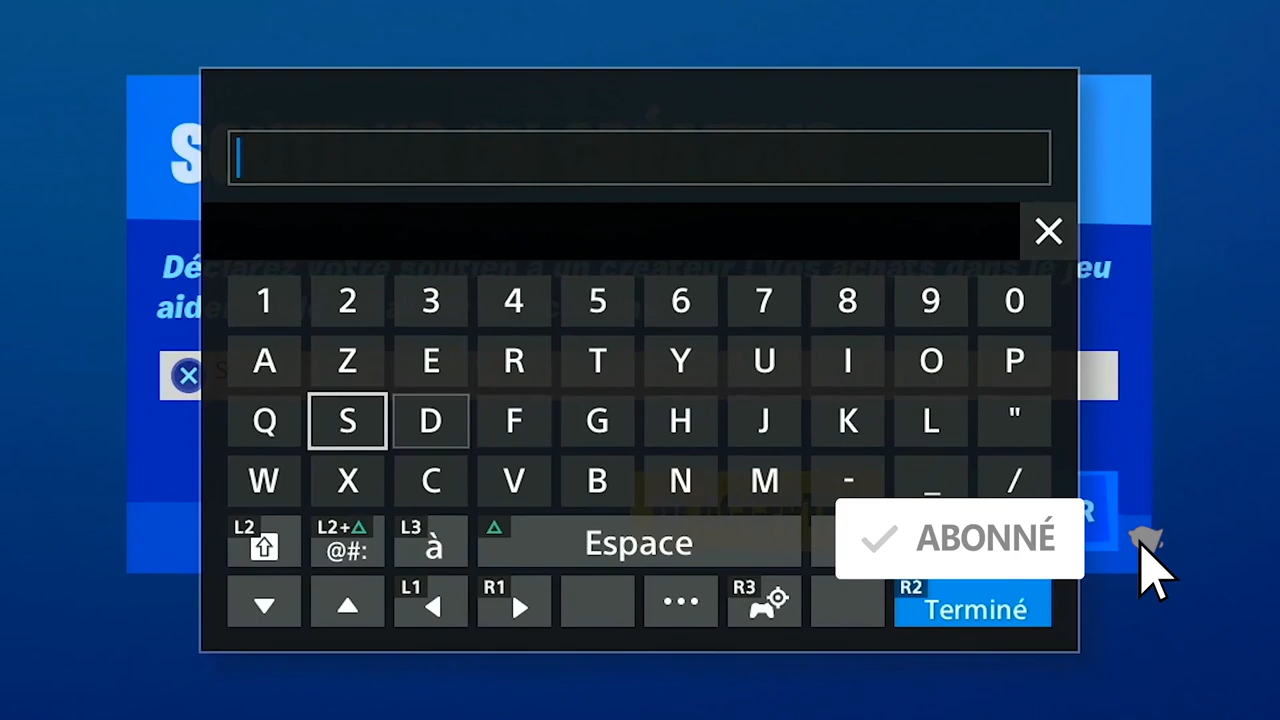 S
Déclarez votre soutien à un créateur ! Vos achats dans le jeu
aide
1 2 3 4 5 6 7 8 9 0
A Z E R T Y U I O P
Q S D F G H J K L "
W X C V B N M - _ /
L2 L2+△ @#: L3 à △ Espace
ABONNÉ
R
L1 R1 ... R3 R2 Terminé